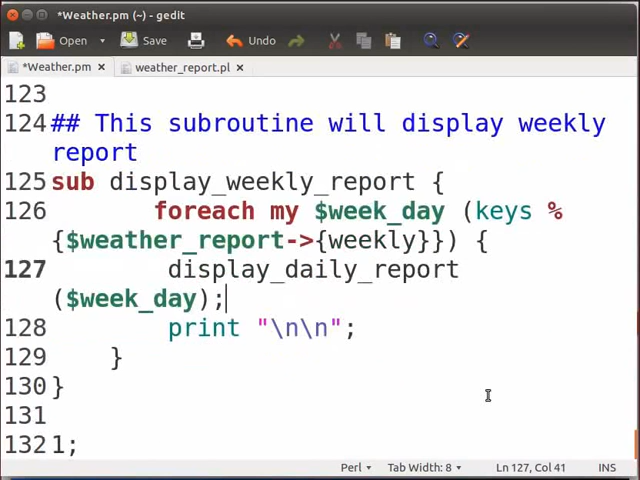 *Weather.pm (~) - gedit
Open Save Undo
*Weather.pm × weather_report.pl ×
123
124 ## This subroutine will display weekly
report
125 sub display_weekly_report {
126 foreach my $week_day (keys %
{$weather_report->{weekly}}) {
127 display_daily_report
($week_day);
128 print "\n\n";
129 }
130 }
131
132 1;
Perl Tab Width: 8 Ln 127, Col 41 INS